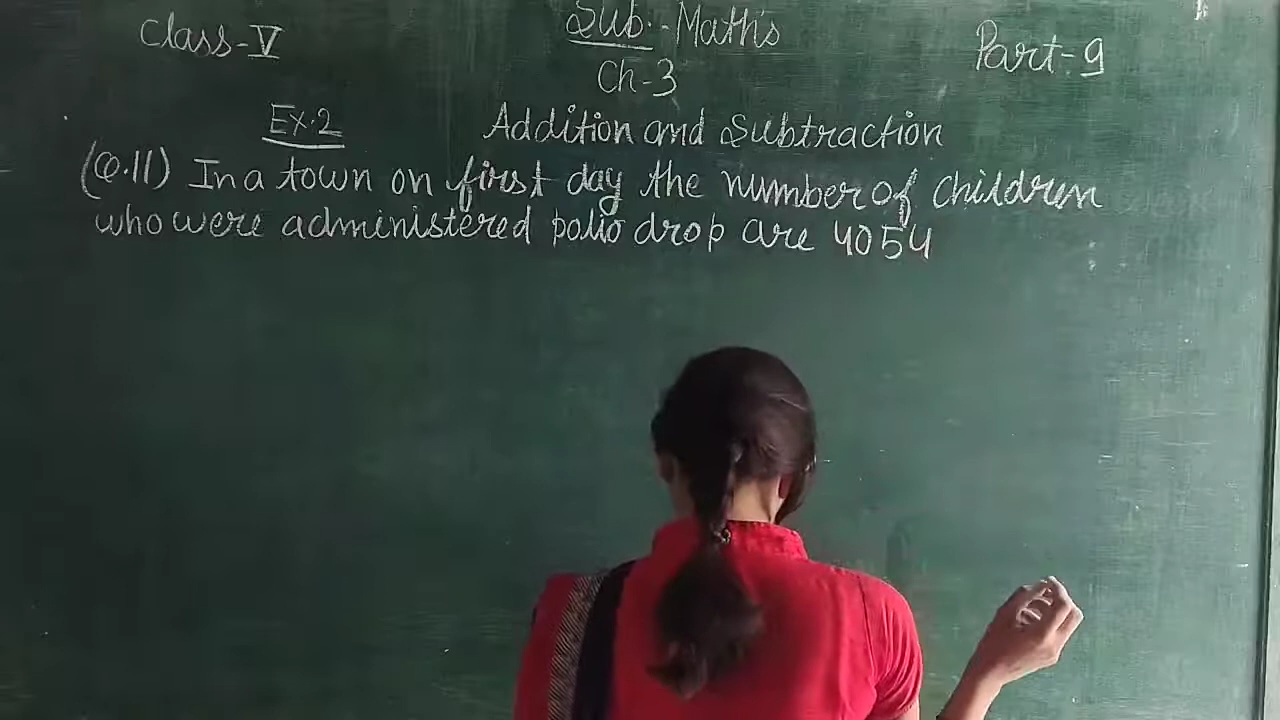 Class-V
Sub:-Math's
Part-9
Ch-3
Ex.2
Addition and Subtraction
(Q.11) In a town on first day the number of children
who were administered polio drop are 4054